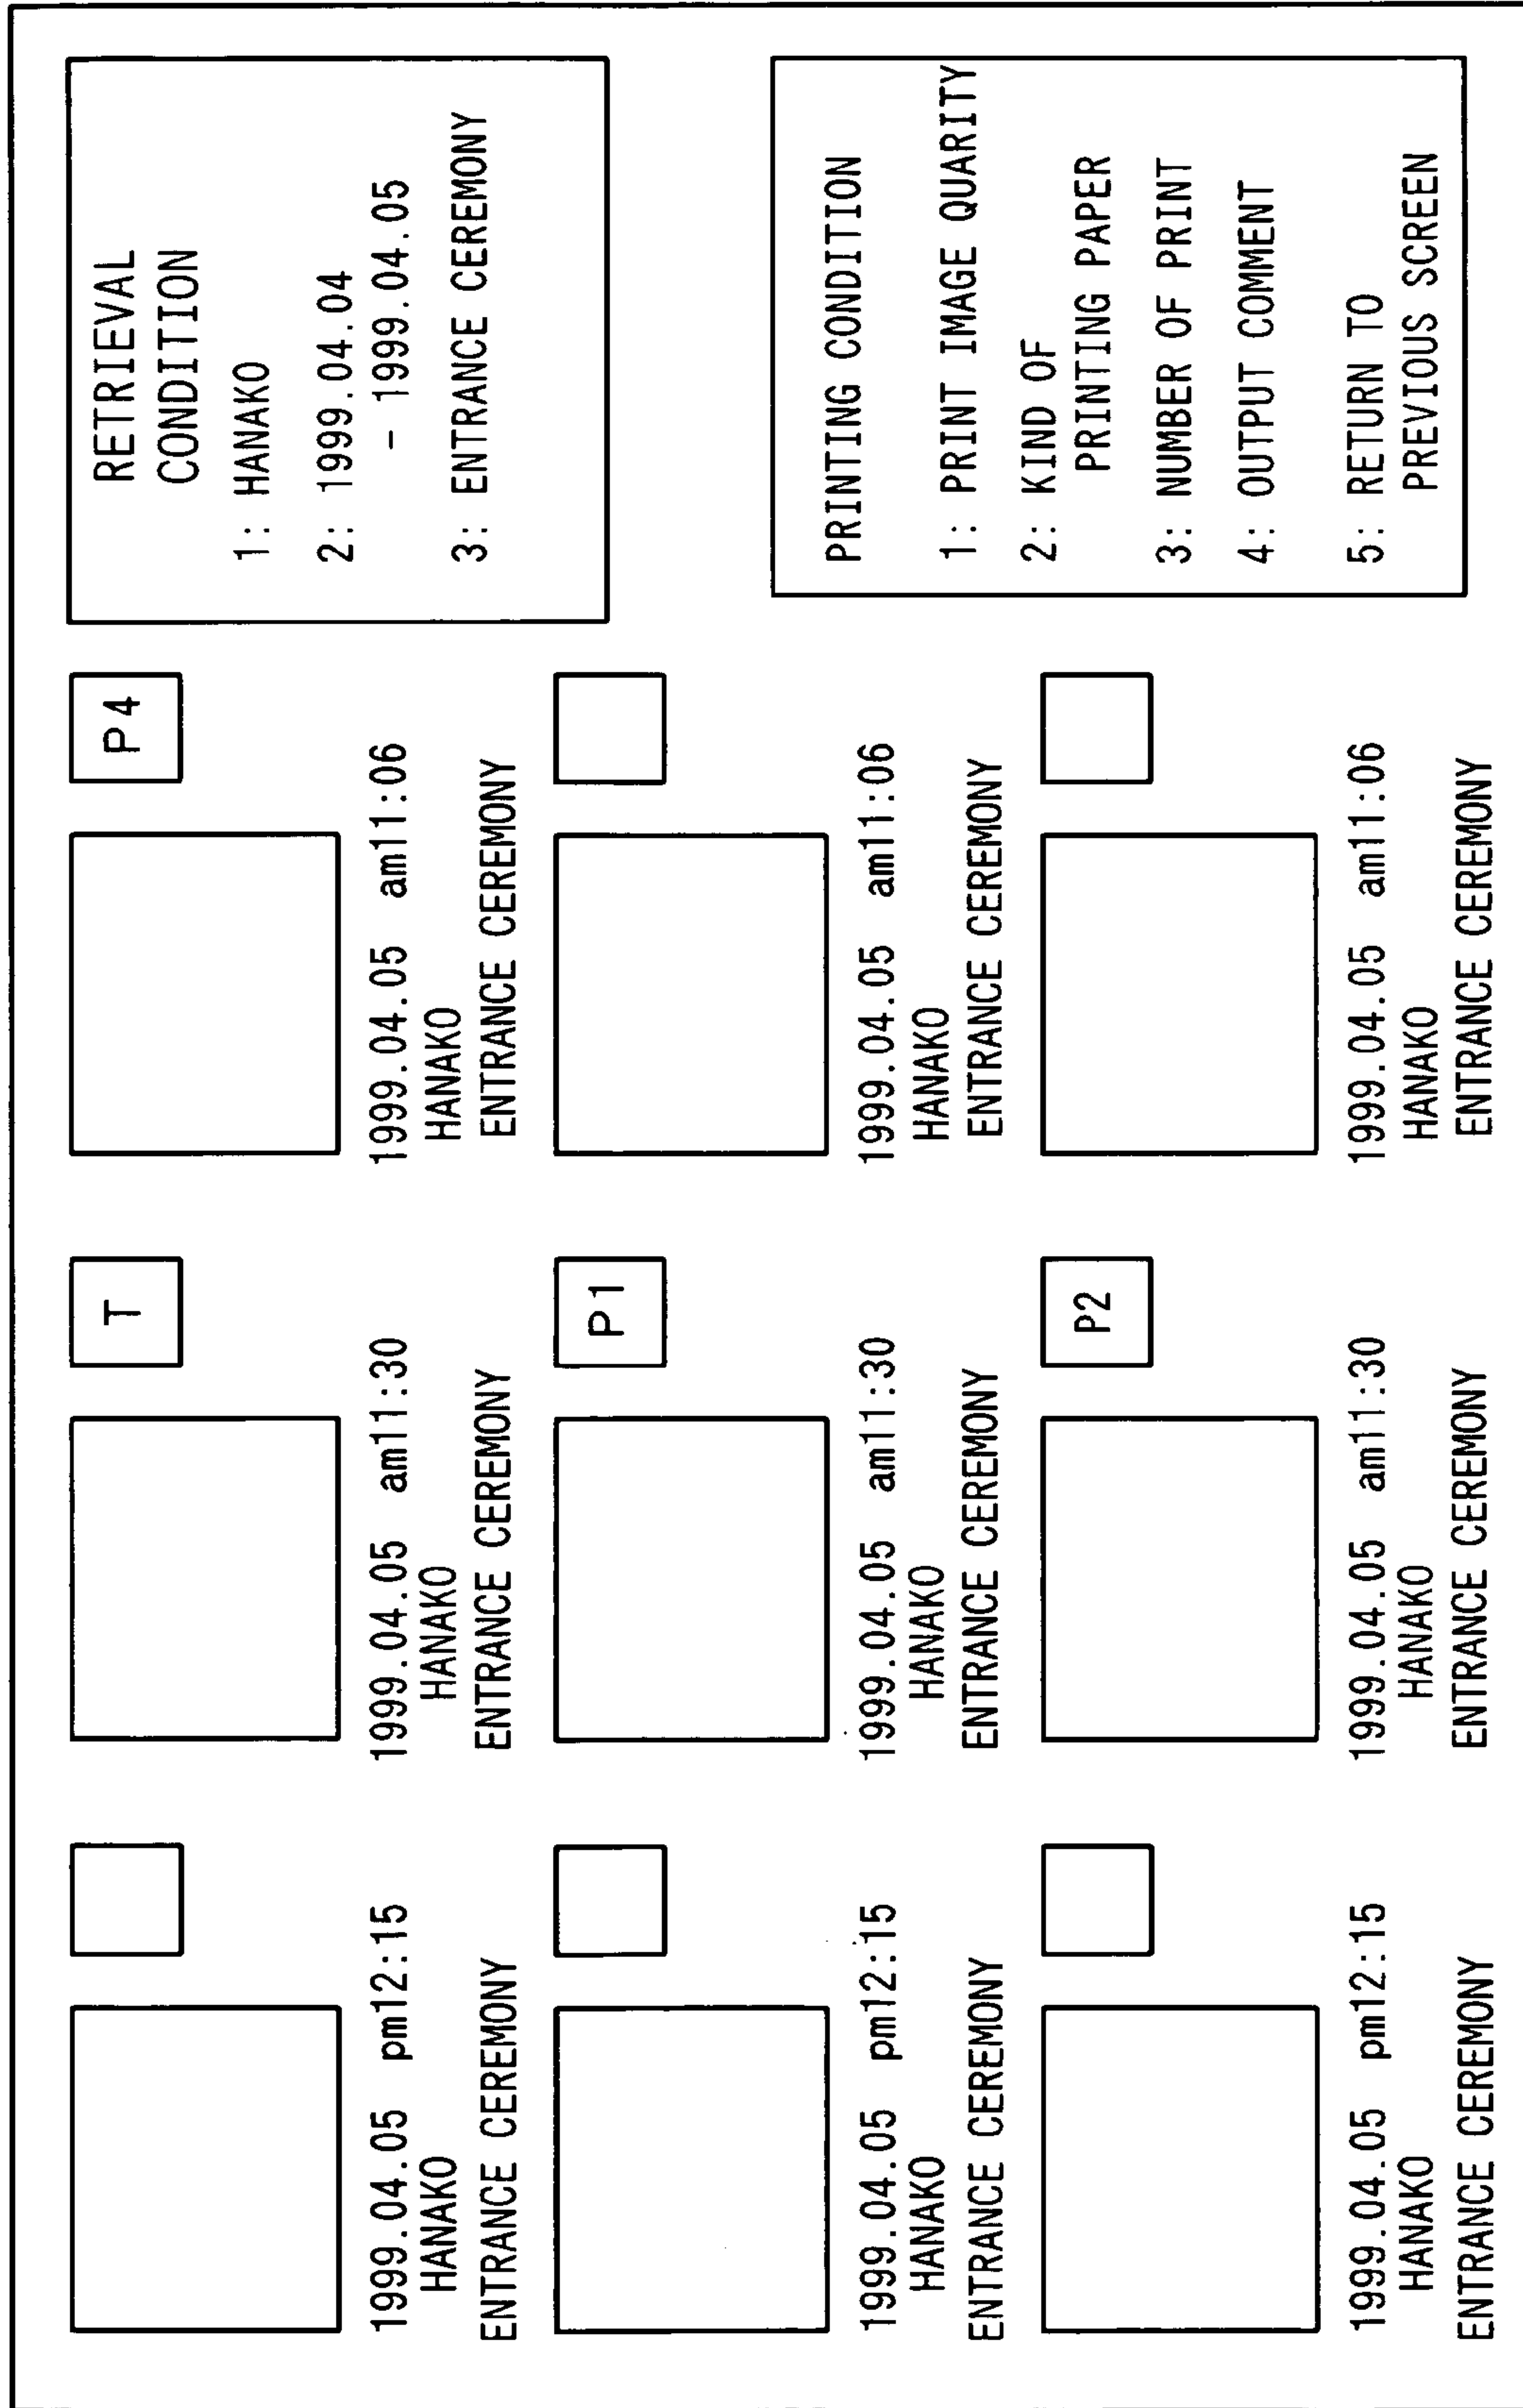 T
P4
1999.04.05 pm12:15
HANAKO
ENTRANCE CEREMONY
1999.04.05 am11:30
HANAKO
ENTRANCE CEREMONY
1999.04.05 am11:06
HANAKO
ENTRANCE CEREMONY
P1
1999.04.05 pm12:15
HANAKO
ENTRANCE CEREMONY
1999.04.05 am11:30
HANAKO
ENTRANCE CEREMONY
1999.04.05 am11:06
HANAKO
ENTRANCE CEREMONY
P2
1999.04.05 pm12:15
HANAKO
ENTRANCE CEREMONY
1999.04.05 am11:30
HANAKO
ENTRANCE CEREMONY
1999.04.05 am11:06
HANAKO
ENTRANCE CEREMONY
RETRIEVAL
CONDITION
1: HANAKO
2: 1999.04.04
- 1999.04.05
3: ENTRANCE CEREMONY
PRINTING CONDITION
1: PRINT IMAGE QUARITY
2: KIND OF
PRINTING PAPER
3: NUMBER OF PRINT
4: OUTPUT COMMENT
5: RETURN TO
PREVIOUS SCREEN